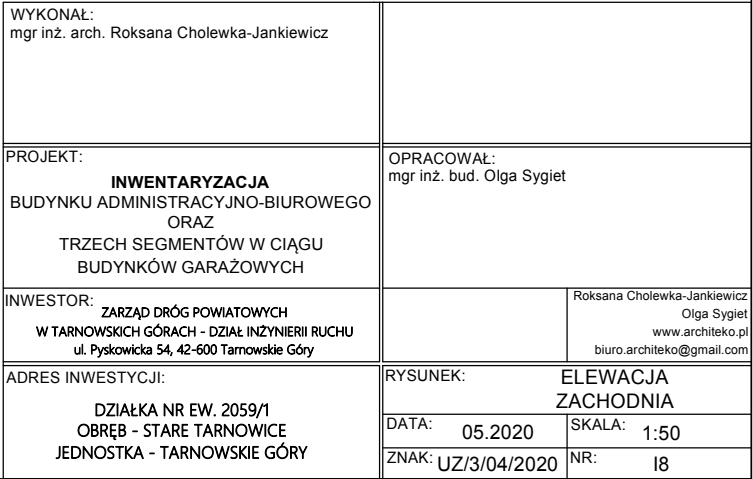 WYKONAŁ:
mgr inż. arch. Roksana Cholewka-Jankiewicz
PROJEKT:
INWENTARYZACJA
BUDYNKU ADMINISTRACYJNO-BIUROWEGO
ORAZ
TRZECH SEGMENTÓW W CIĄGU
BUDYNKÓW GARAŻOWYCH
OPRACOWAŁ:
mgr inż. bud. Olga Sygiet
INWESTOR:
ZARZĄD DRÓG POWIATOWYCH
W TARNOWSKICH GÓRACH - DZIAŁ INŻYNIERII RUCHU
ul. Pyskowicka 54, 42-600 Tarnowskie Góry
Roksana Cholewka-Jankiewicz
Olga Sygiet
www.architeko.pl
biuro.architeko@gmail.com
ADRES INWESTYCJI:
DZIAŁKA NR EW. 2059/1
OBRĘB - STARE TARNOWICE
JEDNOSTKA - TARNOWSKIE GÓRY
RYSUNEK: ELEWACJA
ZACHODNIA
DATA: 05.2020 SKALA: 1:50
ZNAK: UZ/3/04/2020 NR: I8